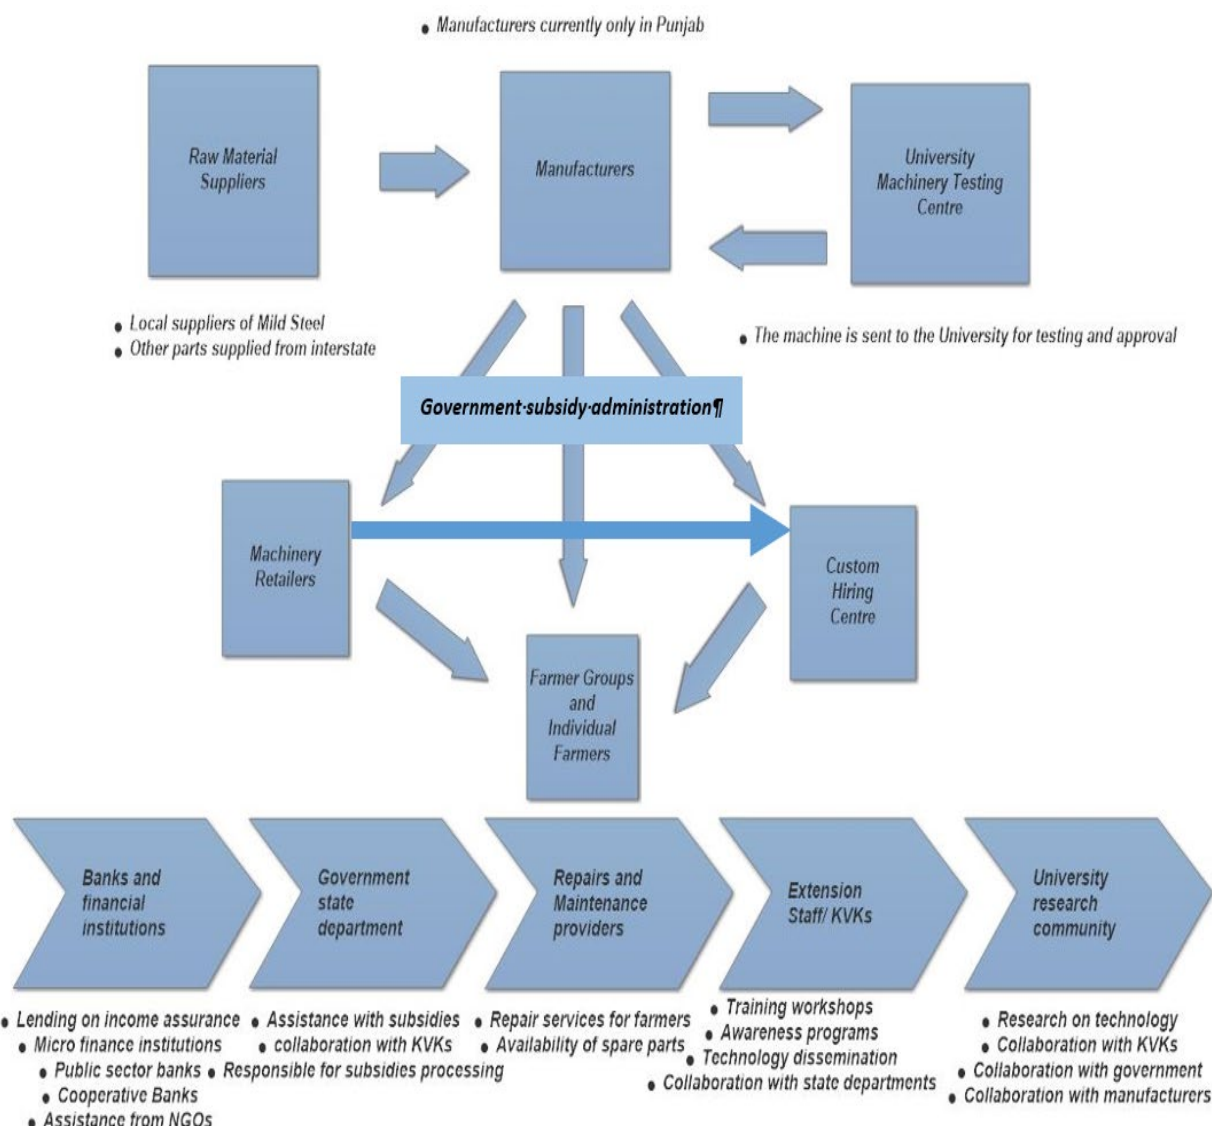 • Manufacturers currently only in Punjab
Raw Material
Suppliers
Manufacturers
University
Machinery Testing
Centre
• Local suppliers of Mild Steel
• Other parts supplied from interstate
• The machine is sent to the University for testing and approval
Government·subsidy·administration¶
Machinery
Retailers
Custom
Hiring
Centre
Farmer Groups
and
Individual
Farmers
Banks and
financial
institutions
Government
state
department
Repairs and
Maintenance
providers
Extension
Staff/ KVKs
University
research
community
• Lending on income assurance
• Micro finance institutions
• Public sector banks
• Cooperative Banks
• Assistance from NGOs
• Assistance with subsidies
• collaboration with KVKs
• Responsible for subsidies processing
• Repair services for farmers
• Availability of spare parts
• Training workshops
• Awareness programs
• Technology dissemination
• Collaboration with state departments
• Research on technology
• Collaboration with KVKs
• Collaboration with government
• Collaboration with manufacturers